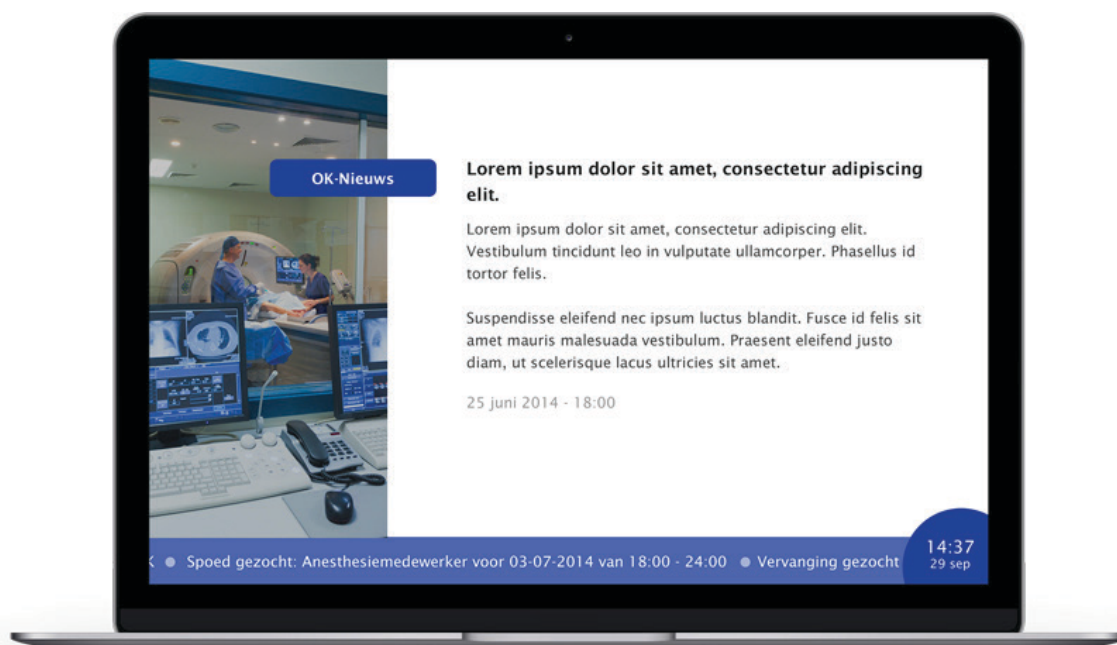 OK-Nieuws
Lorem ipsum dolor sit amet, consectetur adipiscing
elit.
Lorem ipsum dolor sit amet, consectetur adipiscing elit.
Vestibulum tincidunt leo in vulputate ullamcorper. Phasellus id
tortor felis.
Suspendisse eleifend nec ipsum luctus blandit. Fusce id felis sit
amet mauris malesuada vestibulum. Praesent eleifend justo
diam, ut scelerisque lacus ultricies sit amet.
25 juni 2014 - 18:00
Spoed gezocht: Anesthesiemedewerker voor 03-07-2014 van 18:00 - 24:00 ● Vervanging gezocht
14:37
29 sep